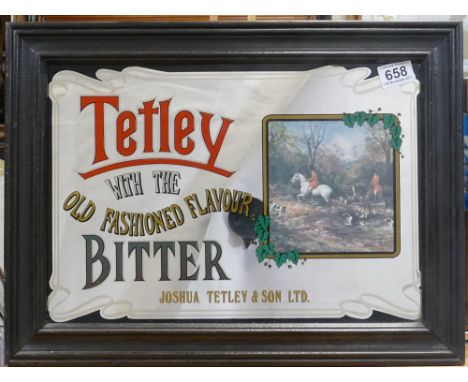 658
Tetley
WITH THE
OLD FASHIONED FLAVOUR
BITTER
JOSHUA TETLEY & SON LTD.